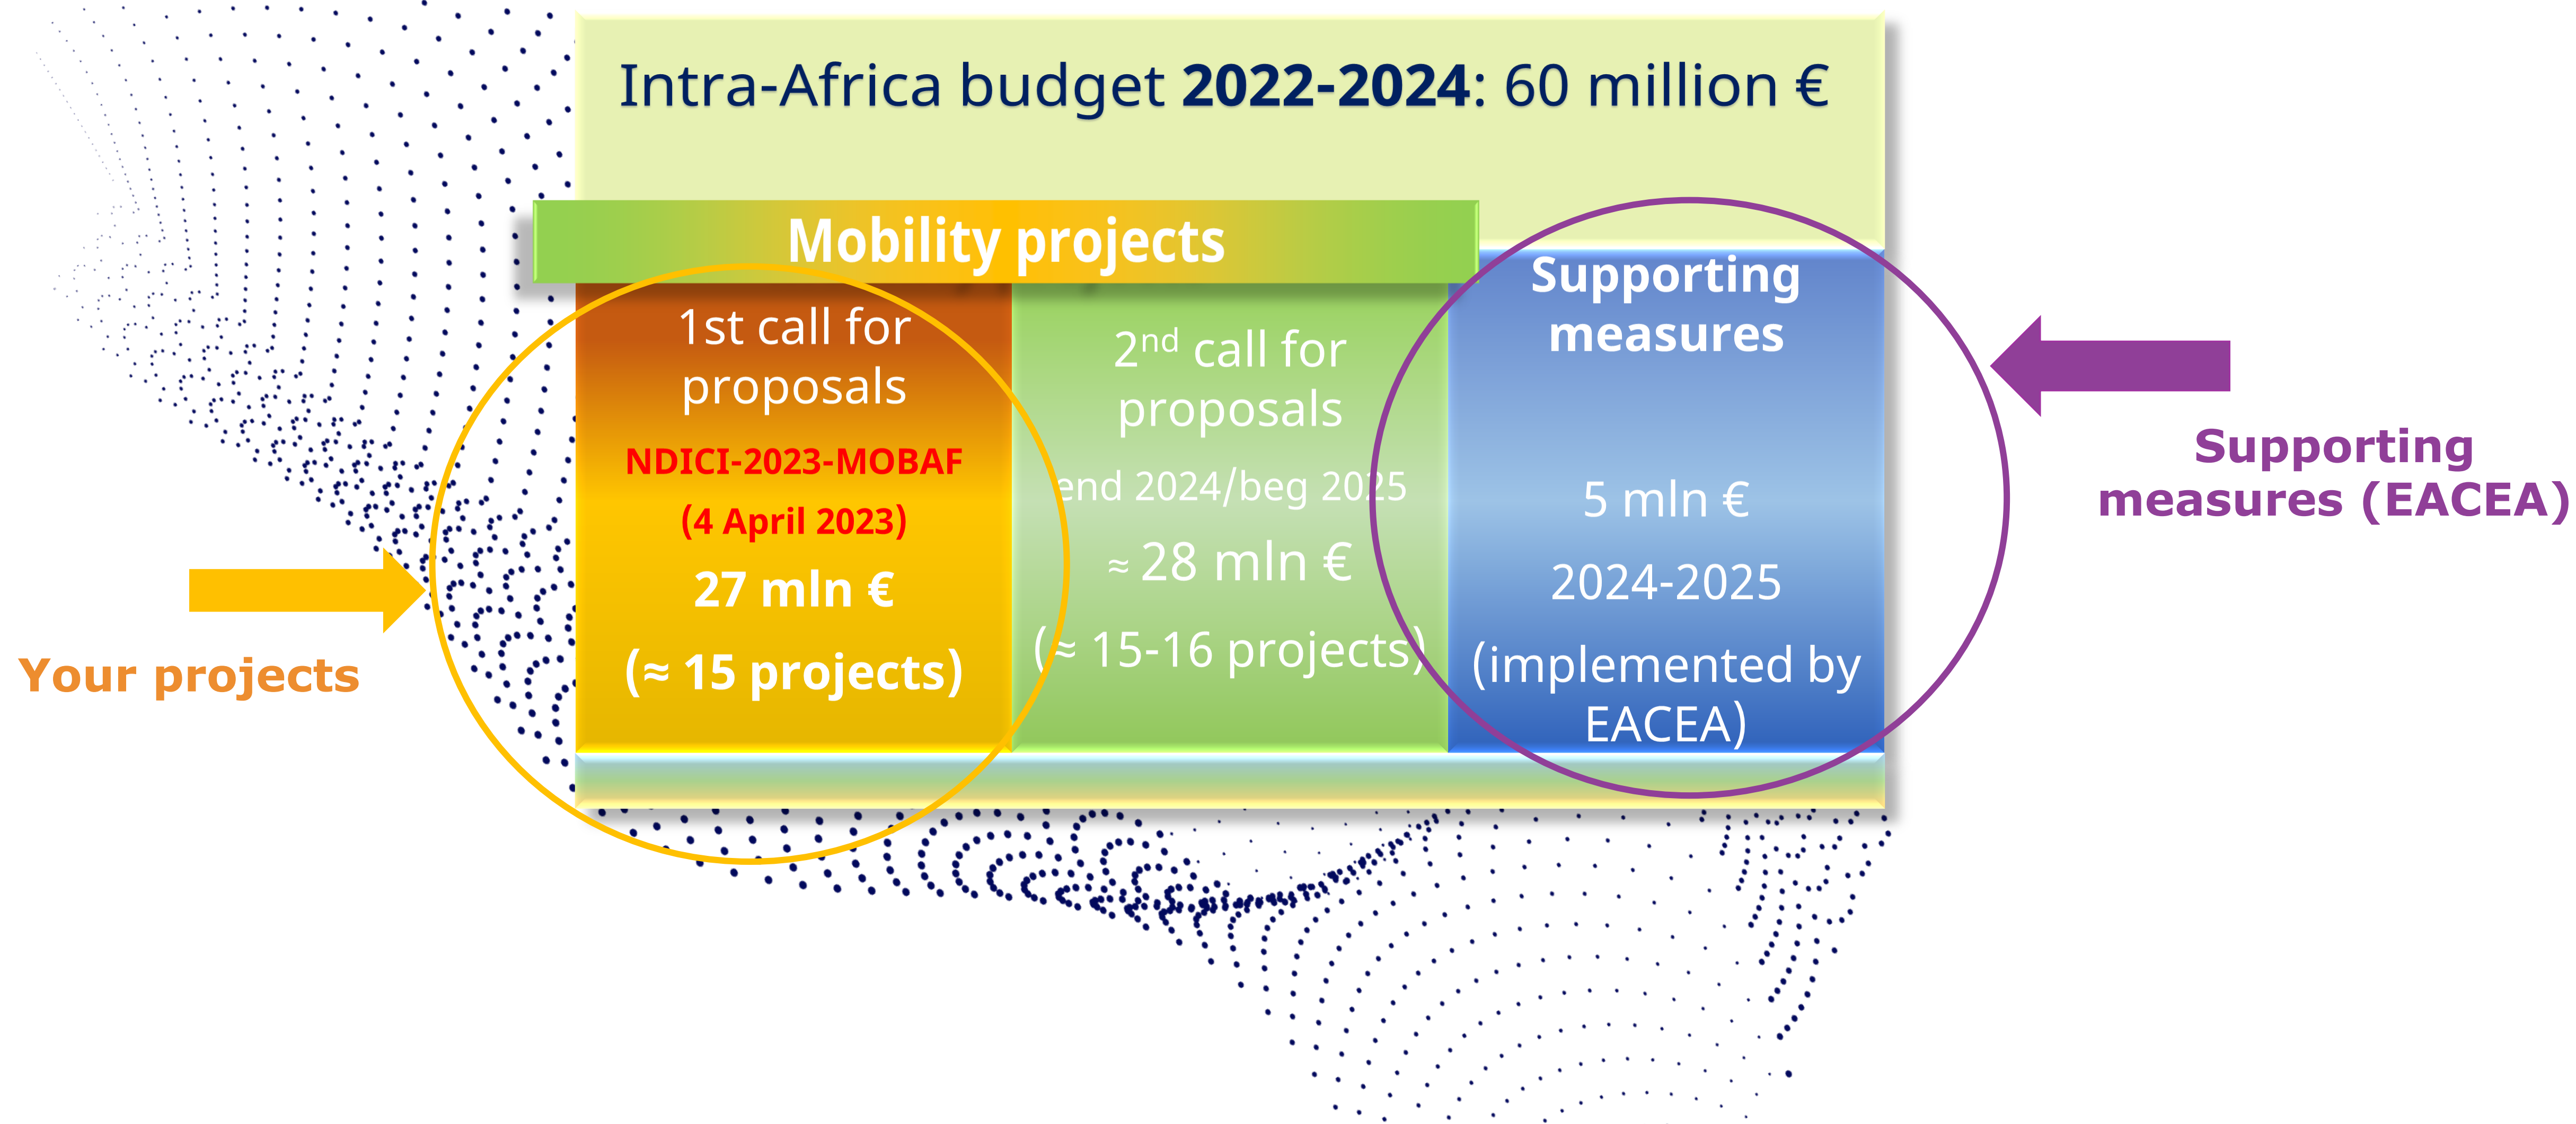 Intra-Africa budget 2022-2024: 60 million €
Mobility projects
1st call for
proposals
NDICI-2023-MOBAF
(4 April 2023)
27 mln €
(≈ 15 projects)
2nd call for
proposals
end 2024/beg 2025
≈ 28 mln €
(≈ 15-16 projects)
Supporting
measures
5 mln €
2024-2025
(implemented by
EACEA)
Your projects
Supporting
measures (EACEA)